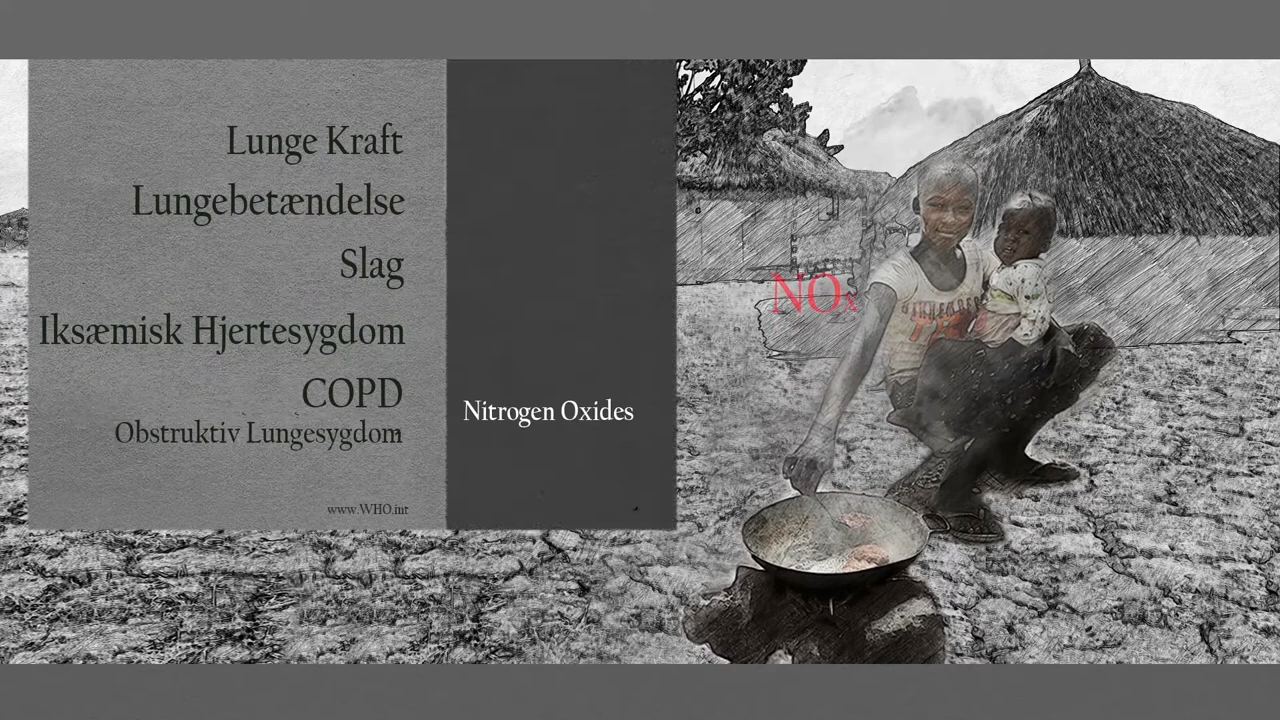 Lunge Kraft
Lungebetændelse
Slag
Iksæmisk Hjertesygdom
COPD
Obstruktiv Lungesygdom
www.WHO.int
Nitrogen Oxides
NOx